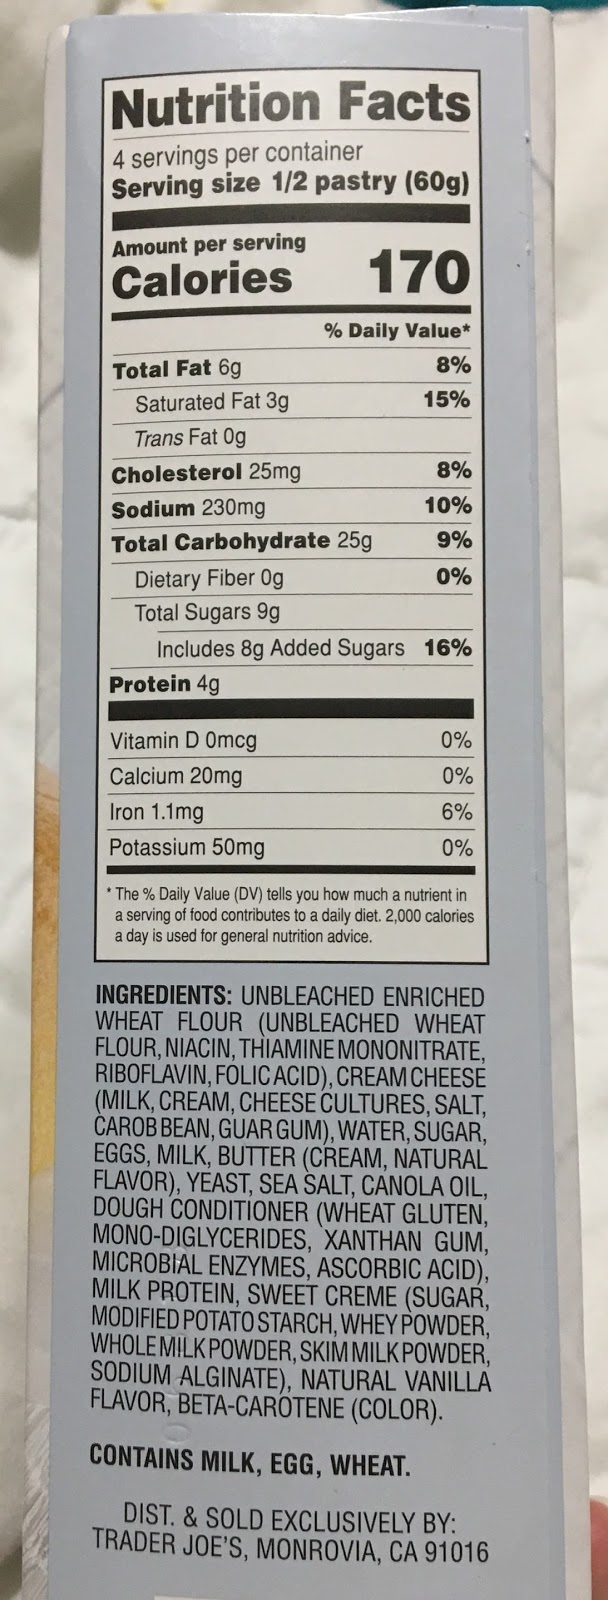 Nutrition Facts
4 servings per container
Serving size 1/2 pastry (60g)
Amount per serving
Calories 170
% Daily Value*
Total Fat 6g 8%
Saturated Fat 3g 15%
Trans Fat 0g
Cholesterol 25mg 8%
Sodium 230mg 10%
Total Carbohydrate 25g 9%
Dietary Fiber 0g 0%
Total Sugars 9g
Includes 8g Added Sugars 16%
Protein 4g
Vitamin D 0mcg 0%
Calcium 20mg 0%
Iron 1.1mg 6%
Potassium 50mg 0%
* The % Daily Value (DV) tells you how much a nutrient in
a serving of food contributes to a daily diet. 2,000 calories
a day is used for general nutrition advice.
INGREDIENTS: UNBLEACHED ENRICHED
WHEAT FLOUR (UNBLEACHED WHEAT
FLOUR, NIACIN, THIAMINE MONONITRATE,
RIBOFLAVIN, FOLIC ACID), CREAM CHEESE
(MILK, CREAM, CHEESE CULTURES, SALT,
CAROB BEAN, GUAR GUM), WATER, SUGAR,
EGGS, MILK, BUTTER (CREAM, NATURAL
FLAVOR), YEAST, SEA SALT, CANOLA OIL,
DOUGH CONDITIONER (WHEAT GLUTEN,
MONO-DIGLYCERIDES, XANTHAN GUM,
MICROBIAL ENZYMES, ASCORBIC ACID),
MILK PROTEIN, SWEET CREME (SUGAR,
MODIFIED POTATO STARCH, WHEY POWDER,
WHOLE MILK POWDER, SKIM MILK POWDER,
SODIUM ALGINATE), NATURAL VANILLA
FLAVOR, BETA-CAROTENE (COLOR).
CONTAINS MILK, EGG, WHEAT.
DIST. & SOLD EXCLUSIVELY BY:
TRADER JOE'S, MONROVIA, CA 91016